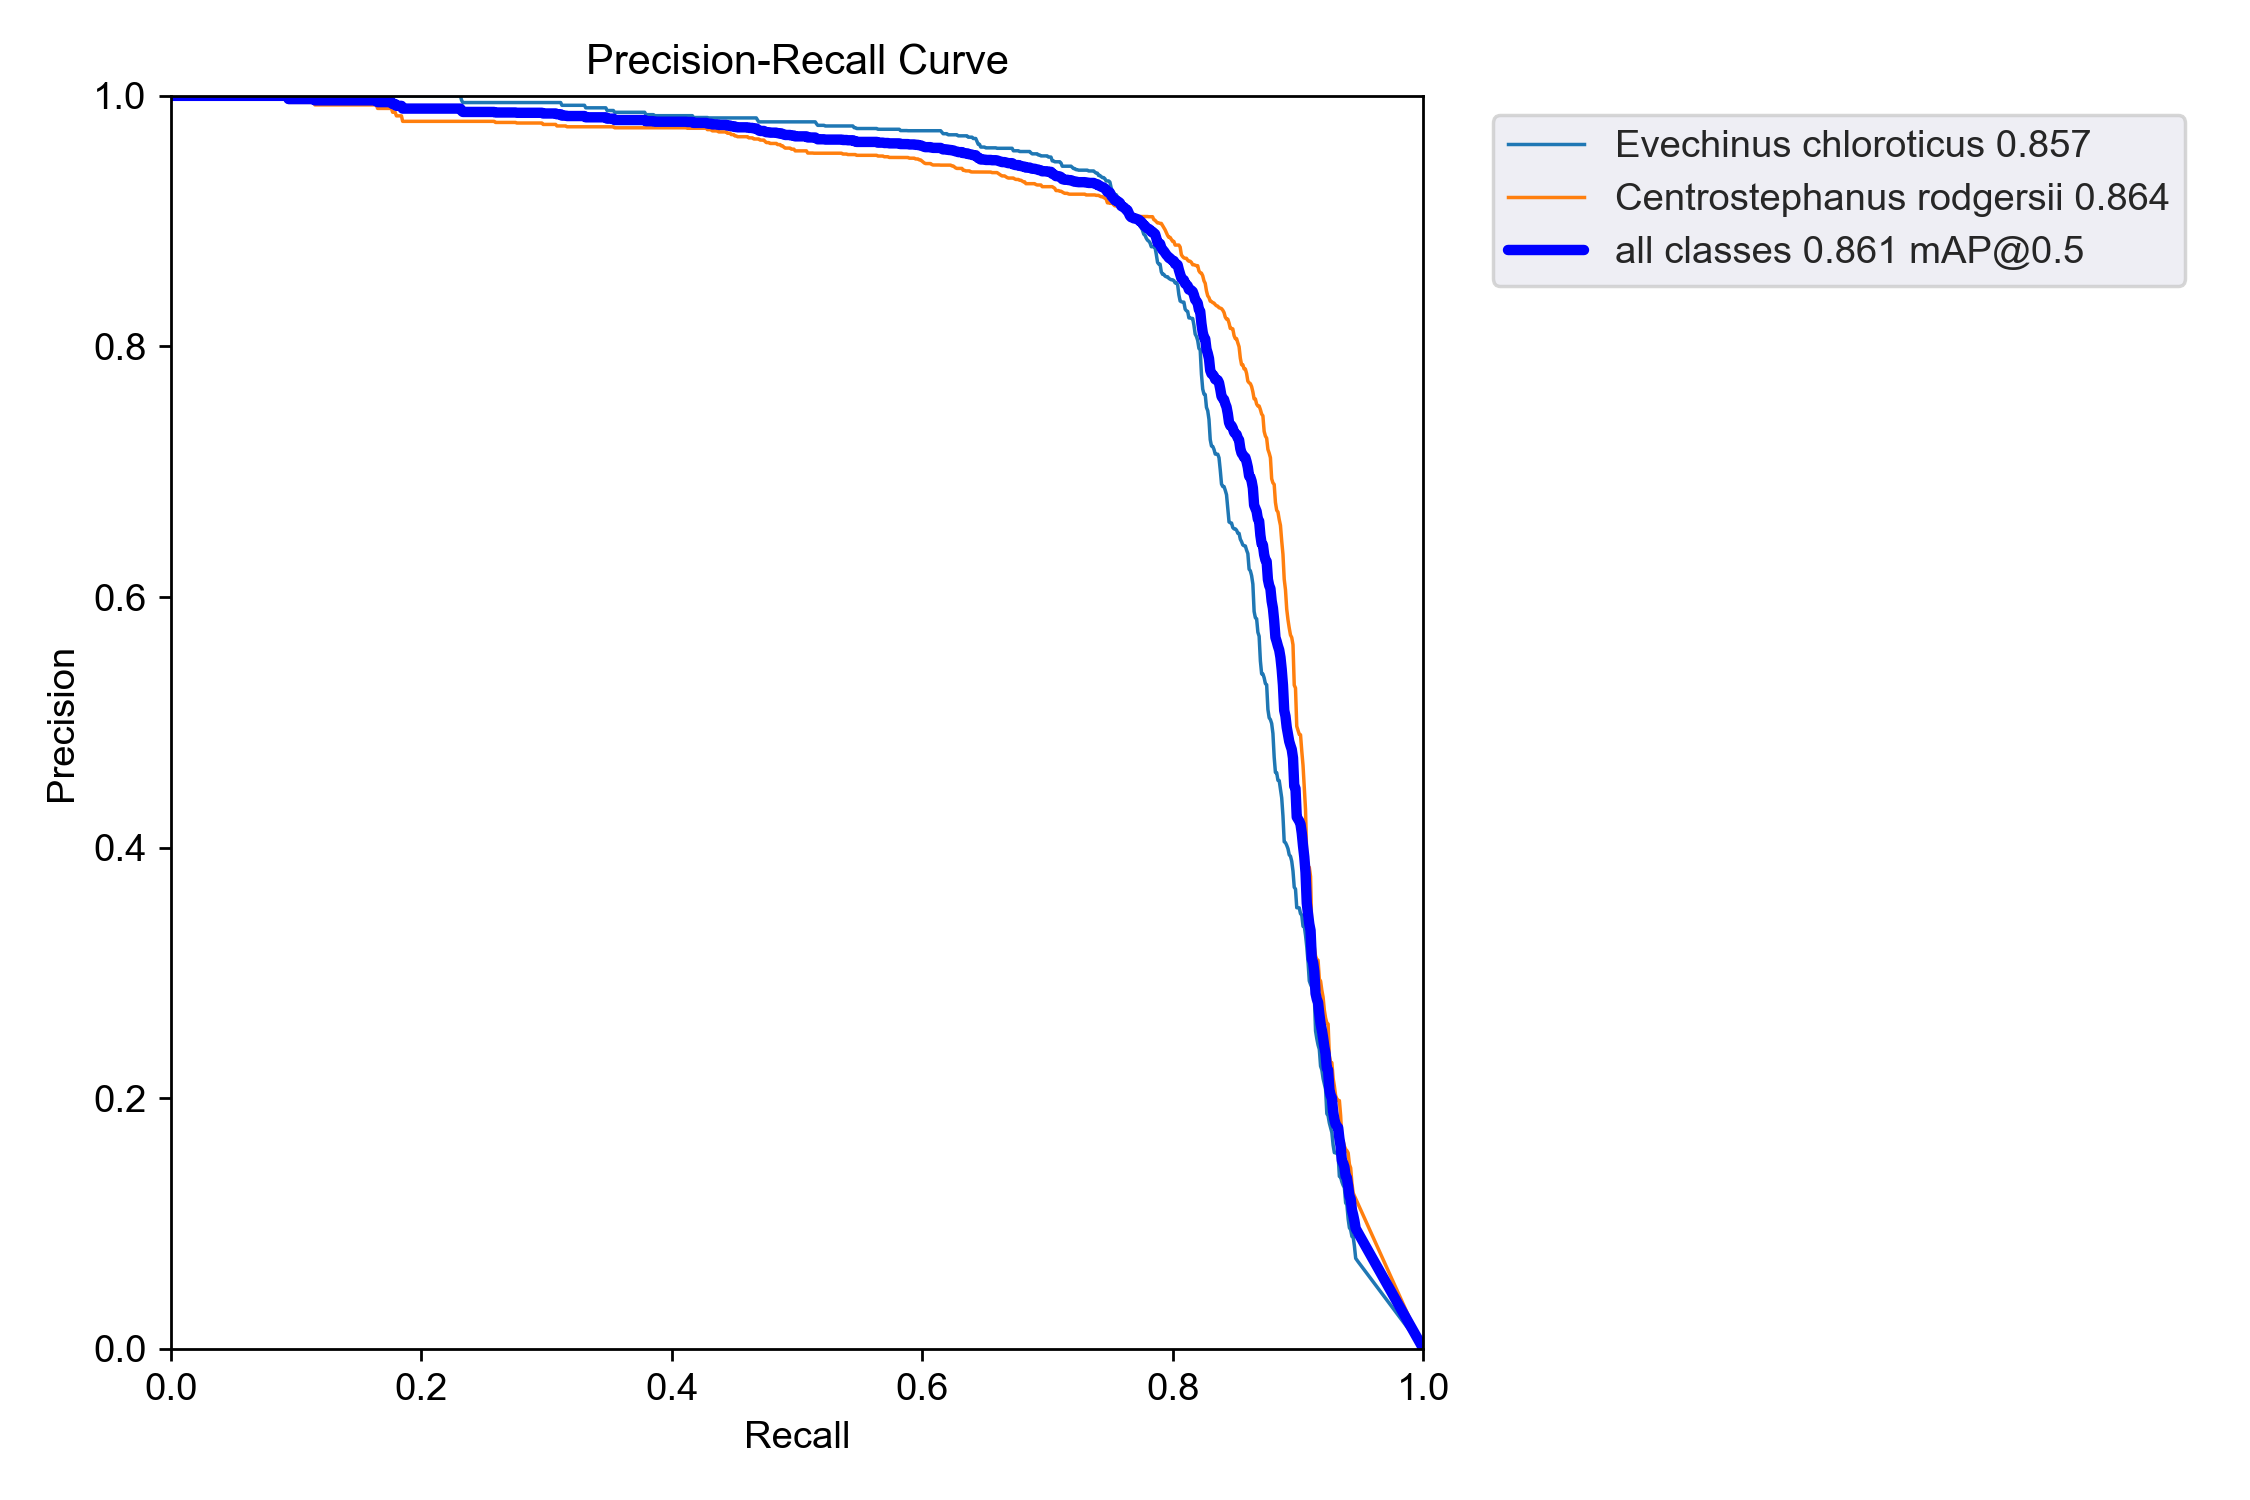 Precision-Recall Curve
1.0
0.8
0.6
0.4
0.2
0.0
Precision
0.0 0.2 0.4 0.6 0.8 1.0
Recall
Evechinus chloroticus 0.857
Centrostephanus rodgersii 0.864
all classes 0.861 mAP@0.5